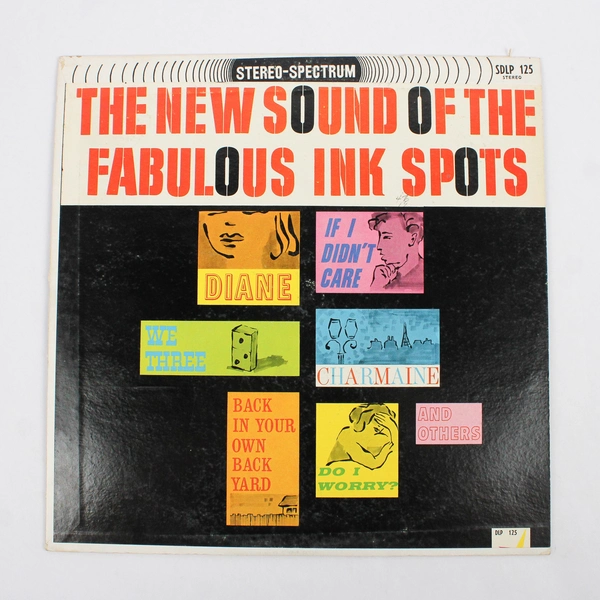 STEREO-SPECTRUM
SDLP 125
STEREO
THE NEW SOUND OF THE
FABULOUS INK SPOTS
DIANE
IF I
DIDN'T
CARE
WE
THREE
CHARMAINE
BACK
IN YOUR
OWN
BACK
YARD
DO I
WORRY?
AND
OTHERS
DLP 125